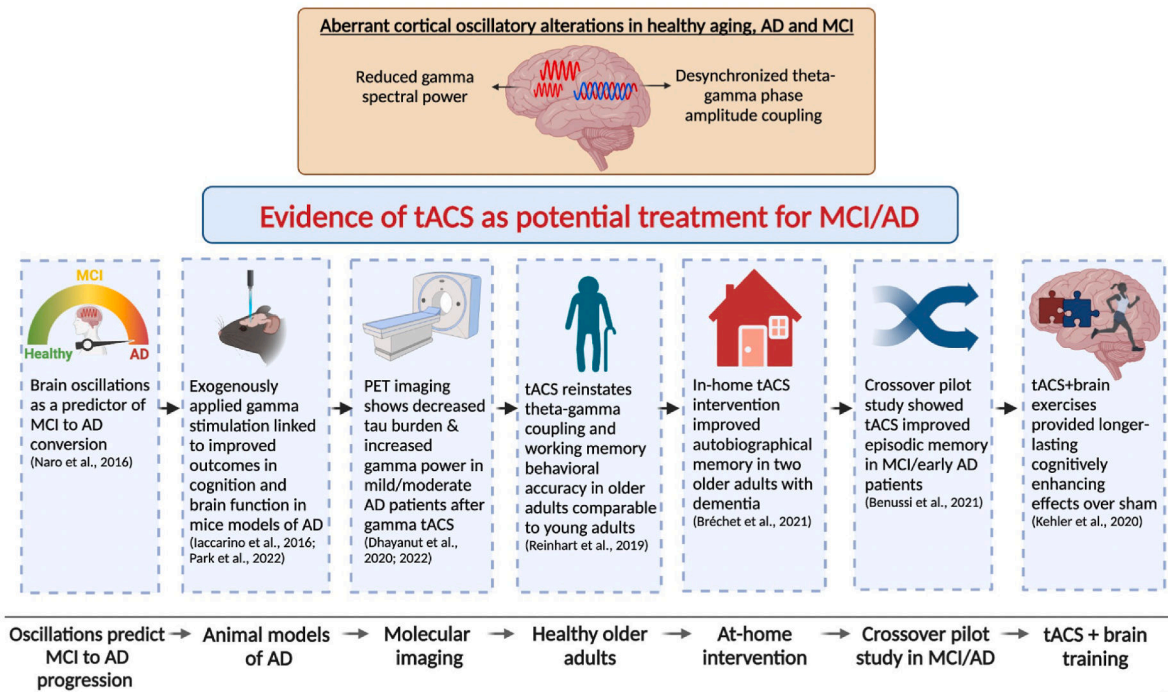 Aberrant cortical oscillatory alterations in healthy aging, AD and MCI
Reduced gamma
spectral power
Desynchronized theta-
gamma phase
amplitude coupling
Evidence of tACS as potential treatment for MCI/AD
MCI
Healthy
AD
Brain oscillations
as a predictor of
MCI to AD
conversion
(Naro et al., 2016)
Exogenously
applied gamma
stimulation linked
to improved
outcomes in
cognition and
brain function in
mice models of AD
(Iaccarino et al., 2016;
Park et al., 2022)
PET imaging
shows decreased
tau burden &
increased
gamma power in
mild/moderate
AD patients after
gamma tACS
(Dhayanut et al.,
2020; 2022)
tACS reinstates
theta-gamma
coupling and
working memory
behavioral
accuracy in older
adults comparable
to young adults
(Reinhart et al., 2019)
In-home tACS
intervention
improved
autobiographical
memory in two
older adults with
dementia
(Bréchet et al., 2021)
Crossover pilot
study showed
tACS improved
episodic memory
in MCI/early AD
patients
(Benussi et al., 2021)
tACS+brain
exercises
provided longer-
lasting
cognitively
enhancing
effects over sham
(Kehler et al., 2020)
Oscillations predict
MCI to AD
progression
Animal models
of AD
Molecular
imaging
Healthy older
adults
At-home
intervention
Crossover pilot
study in MCI/AD
tACS + brain
training